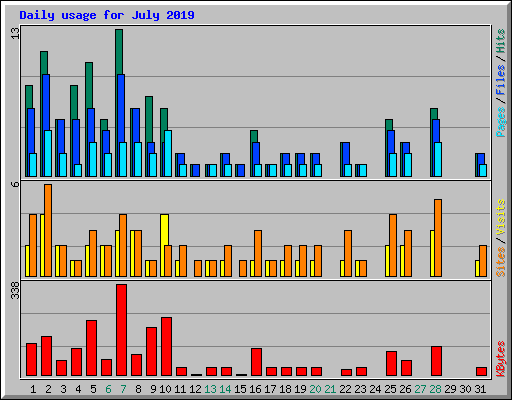 Daily usage for July 2019
13
Pages / Files / Hits
6
Sites / Visits
338
KBytes
1 2 3 4 5 6 7 8 9 10 11 12 13 14 15 16 17 18 19 20 21 22 23 24 25 26 27 28 29 30 31